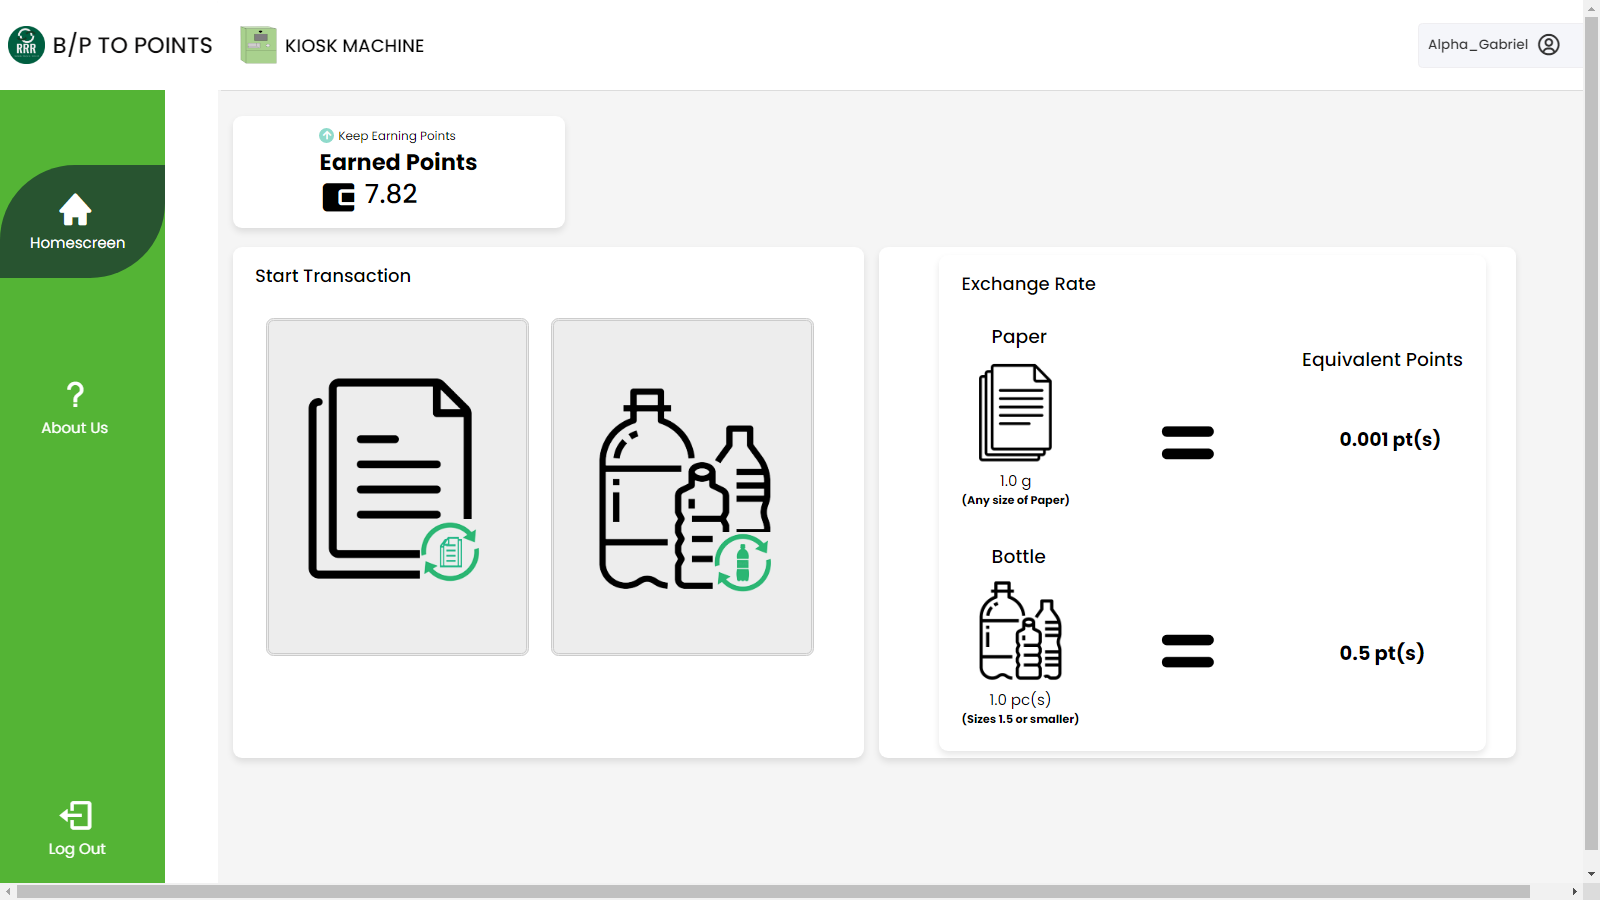 RRR
B/P TO POINTS
KIOSK MACHINE
Alpha_Gabriel
Homescreen
?
About Us
Log Out
Keep Earning Points
Earned Points
7.82
Start Transaction
Exchange Rate
Paper
Equivalent Points
=
0.001 pt(s)
1.0 g
(Any size of Paper)
Bottle
=
0.5 pt(s)
1.0 pc(s)
(Sizes 1.5 or smaller)